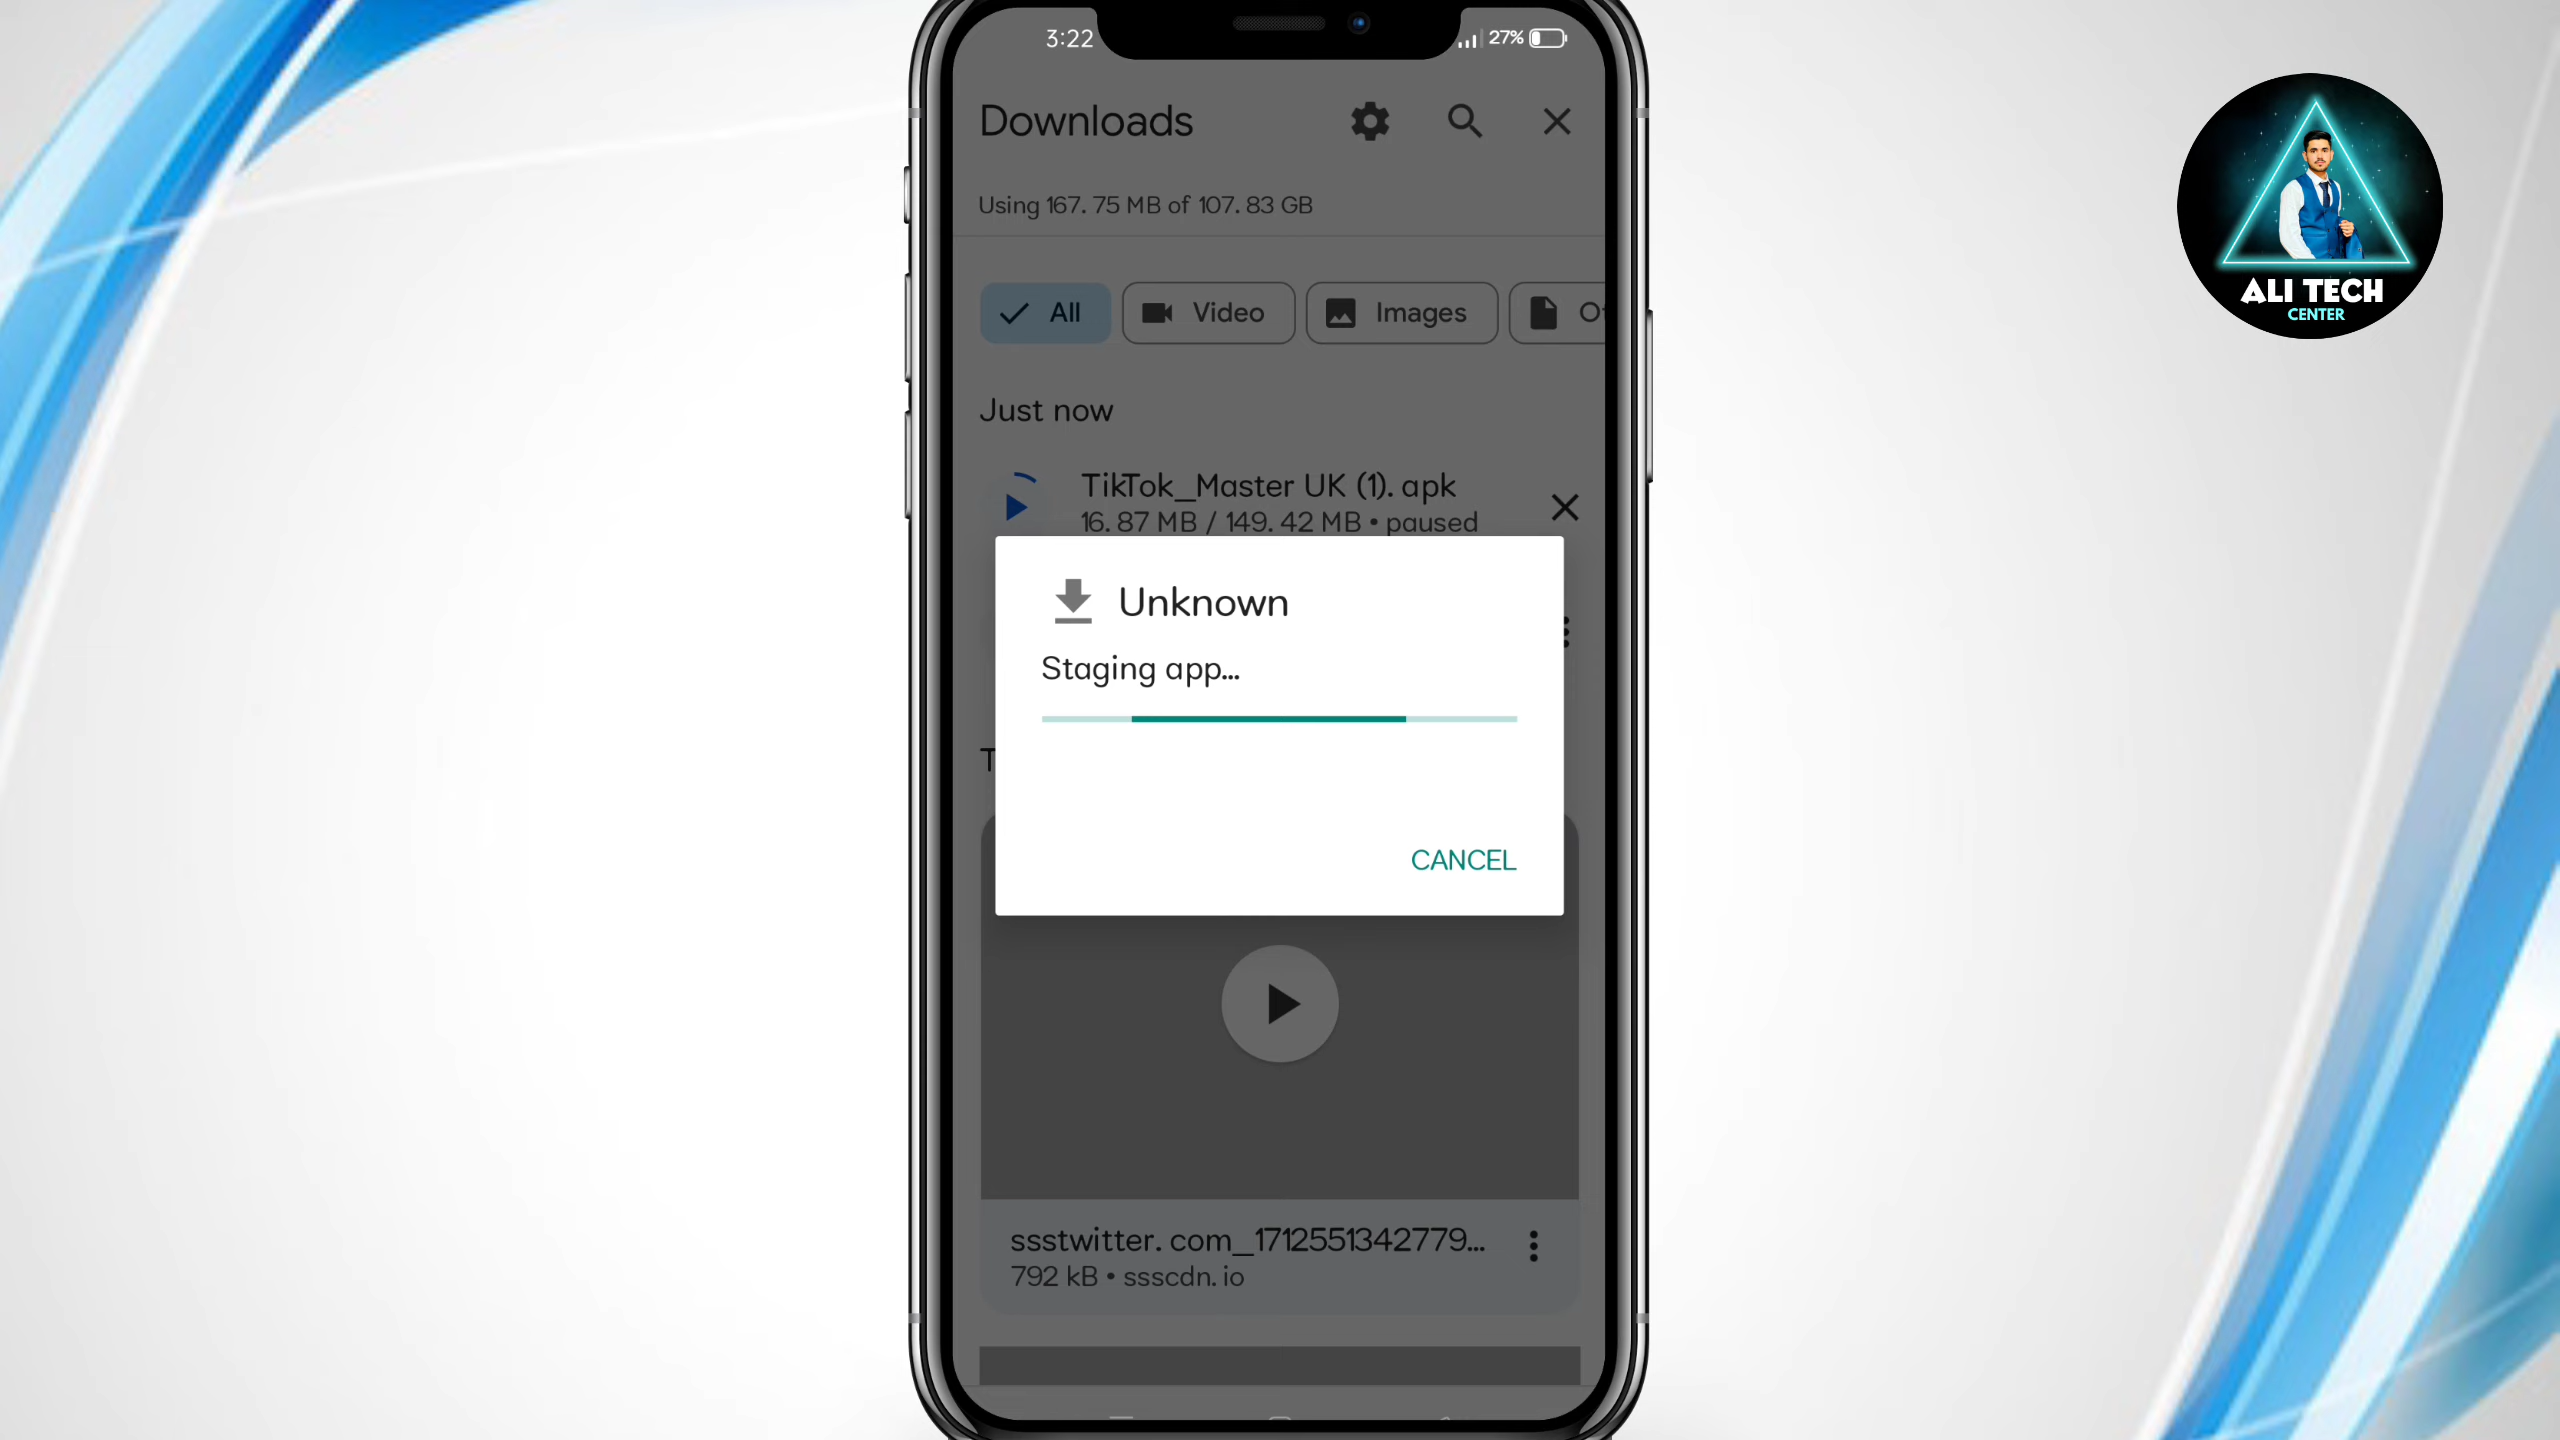 3:22
27%
Downloads
Using 167. 75 MB of 107. 83 GB
All
Video
Images
Just now
TikTok_Master UK (1). apk
16. 87 MB / 149. 42 MB • paused
Unknown
Staging app...
T
CANCEL
ssstwitter. com_1712551342779...
792 kB • ssscdn. io
ALI TECH
CENTER